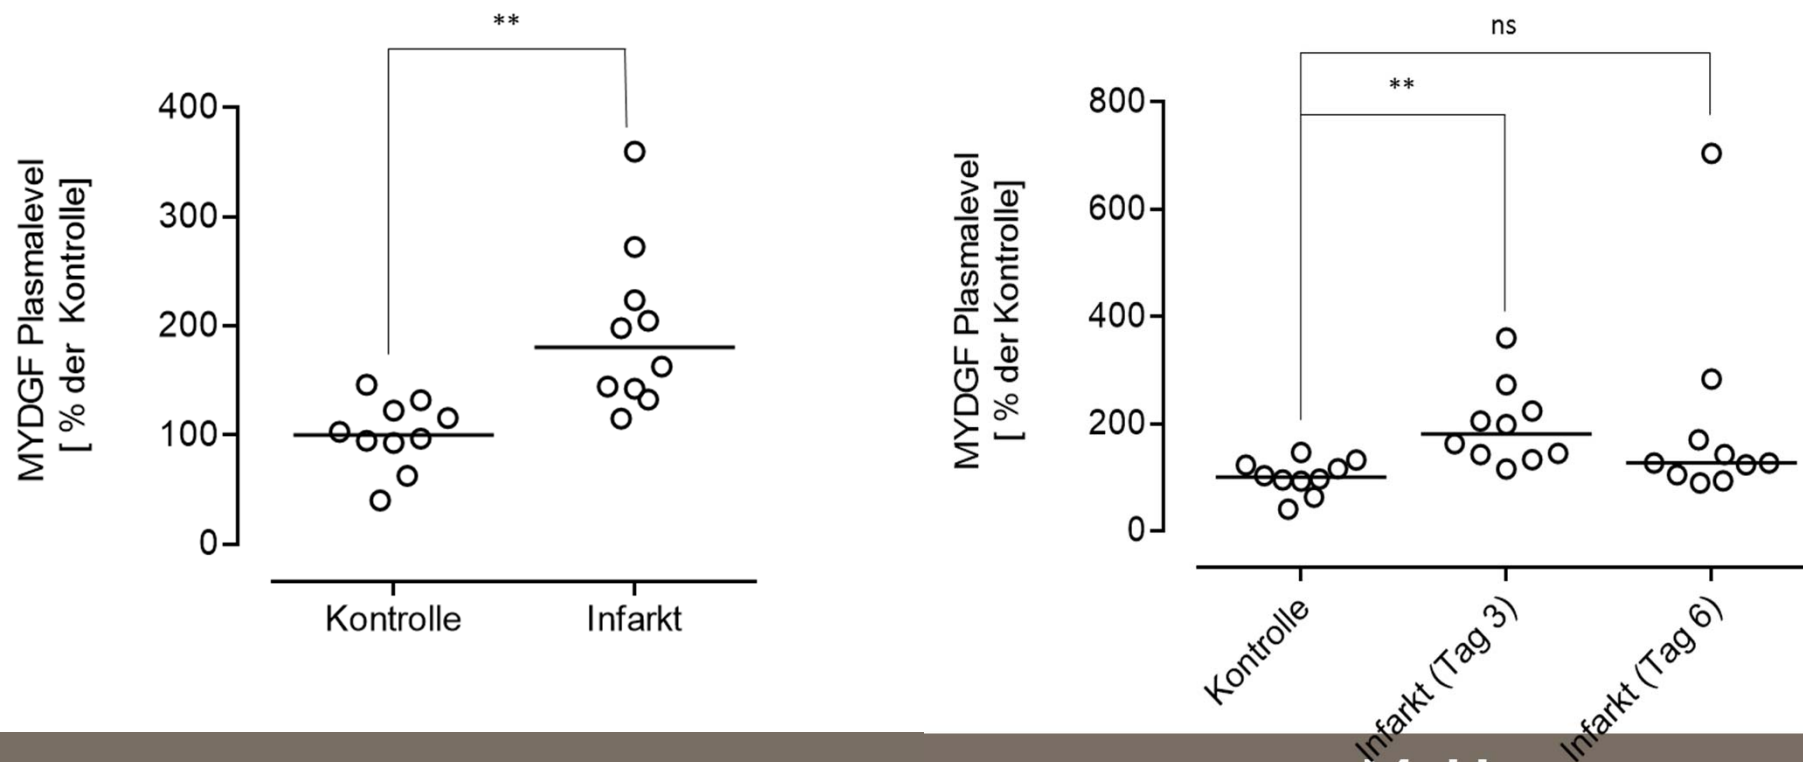 **
400
300
200
100
0
MYDGF Plasmalevel
[ % der Kontrolle]
Kontrolle
Infarkt
ns
**
800
600
400
200
0
MYDGF Plasmalevel
[ % der Kontrolle]
Kontrolle
Infarkt (Tag 3)
Infarkt (Tag 6)